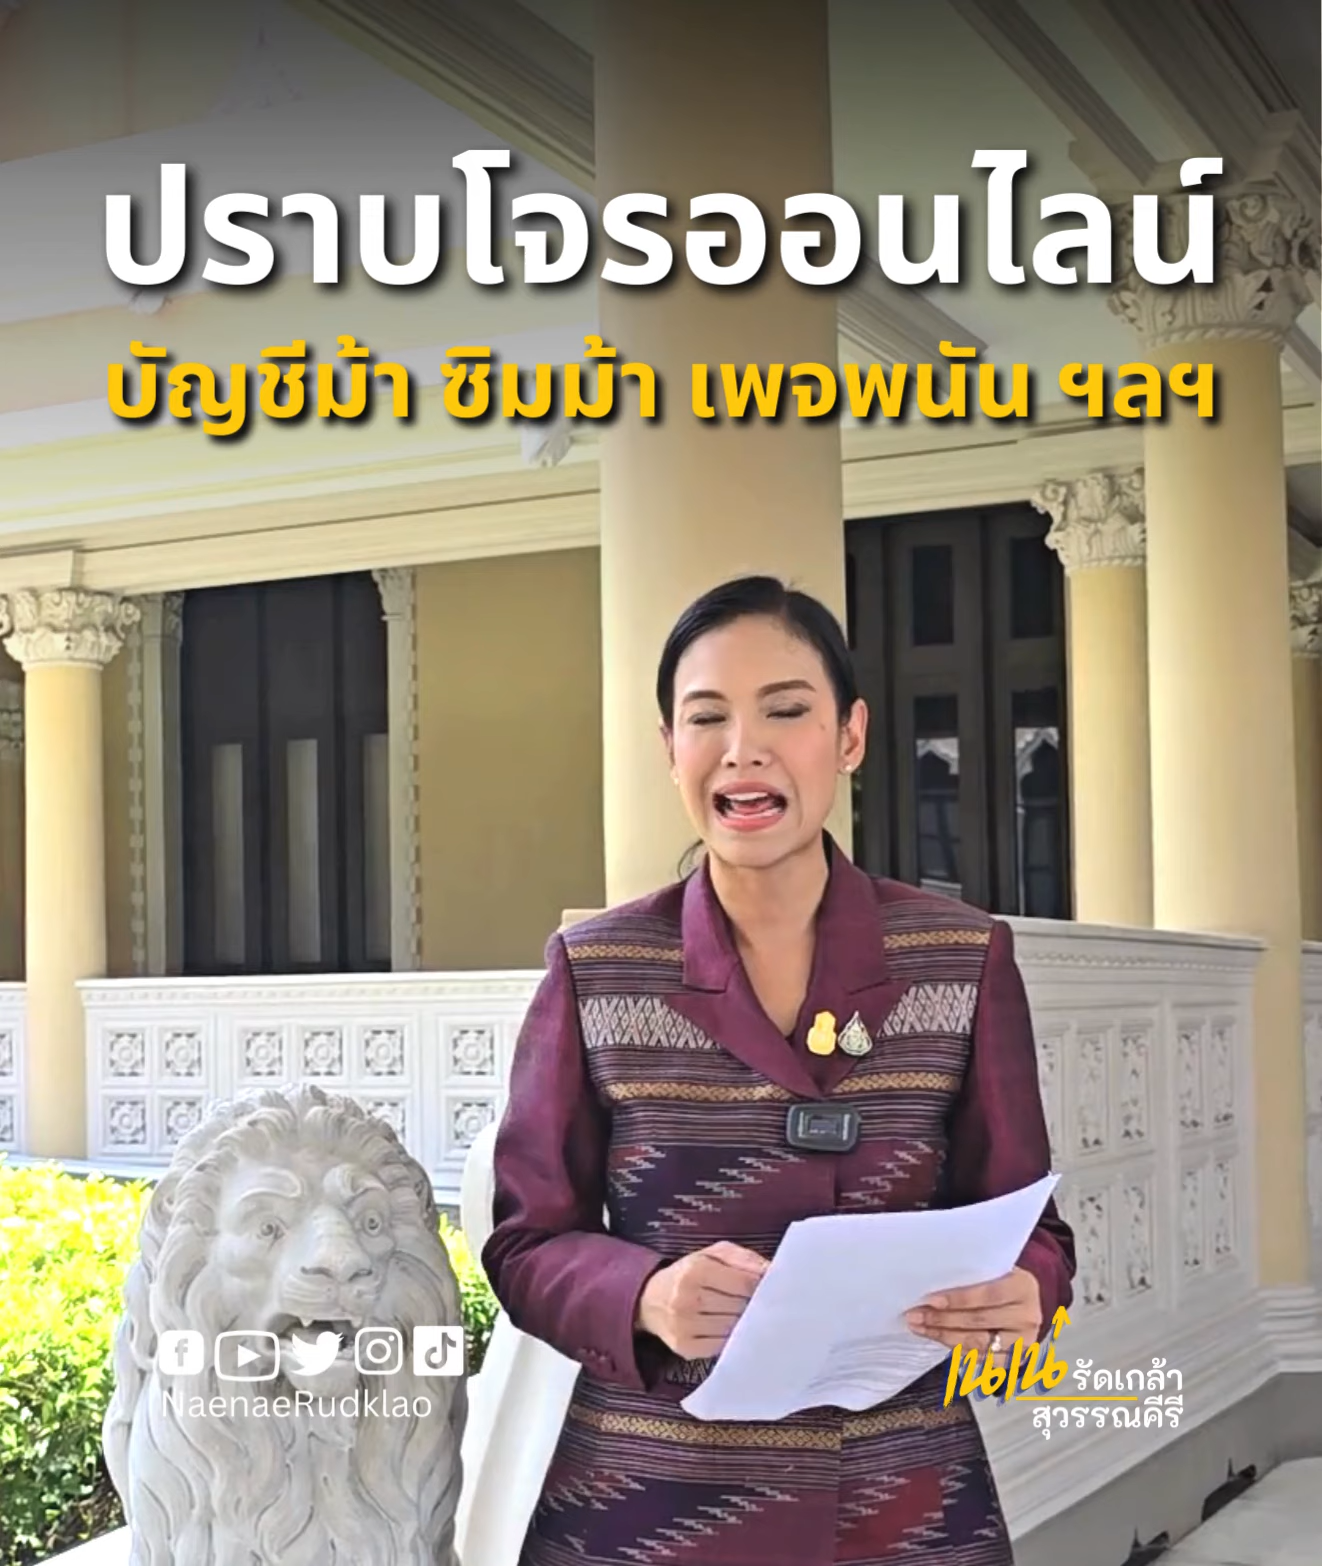 ปราบโจรออนไลน์
บัญชีม้า ซิมม้า เพจพนัน ฯลฯ
NaenaeRudklao
เน่เน๋ รัดเกล้า
สุวรรณคีรี